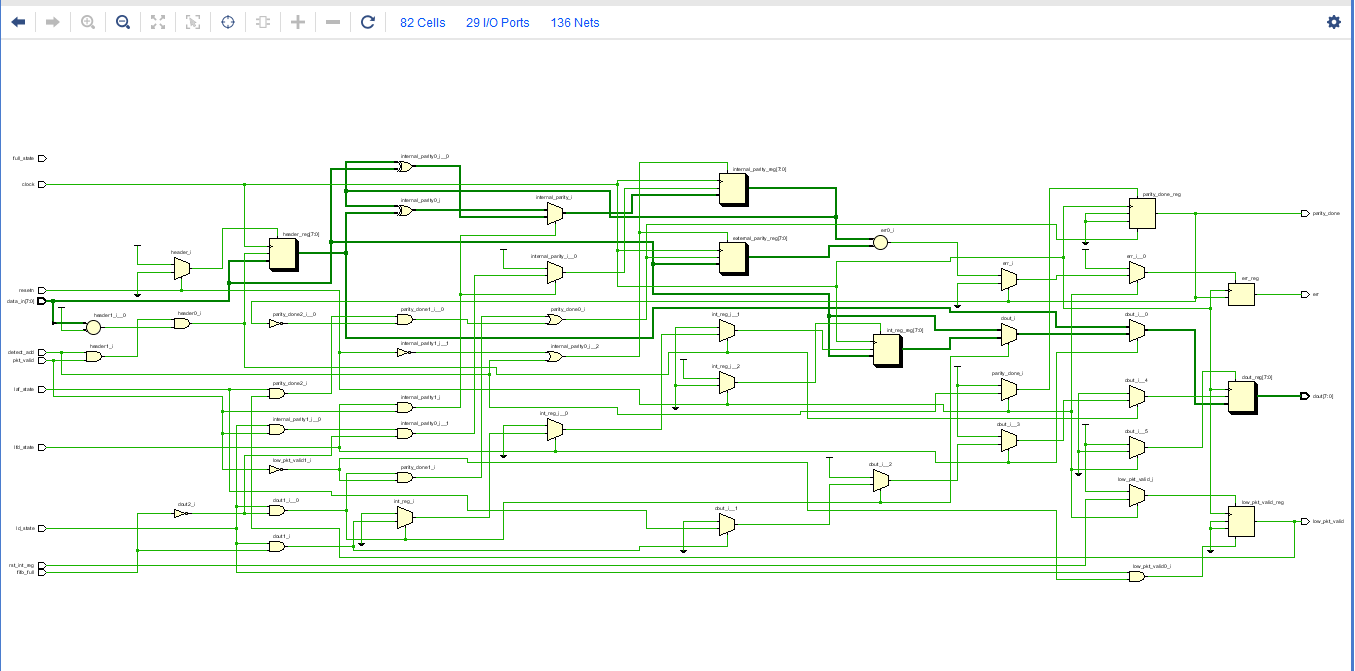 82 Cells 29 I/O Ports 136 Nets
full_state
clock
resetn
data_in[7:0]
detect_add
pkt_valid
laf_state
lfd_state
ld_state
rst_int_reg
fifo_full
header_i
header_reg[7:0]
header1_i__0
header0_i
header1_i
internal_parity0_i__0
internal_parity0_i
internal_parity_i
internal_parity_i__0
internal_parity_reg[7:0]
external_parity_reg[7:0]
err0_i
parity_done_reg
parity_done
err_i
err_i__0
err_reg
err
parity_done2_i__0
parity_done1_i__0
parity_done0_i
internal_parity1_i__1
internal_parity0_i__2
int_reg_i__1
int_reg_reg[7:0]
dout_i
dout_i__0
int_reg_i__2
parity_done_i
dout_i__4
dout_reg[7:0]
dout[7:0]
parity_done2_i
internal_parity1_i
internal_parity1_i__0
internal_parity0_i__1
int_reg_i__0
dout_i__3
dout_i__5
low_pkt_valid1_i
parity_done1_i
dout_i__2
low_pkt_valid_i
dout2_i
dout1_i__0
int_reg_i
dout_i__1
low_pkt_valid_reg
low_pkt_valid
dout1_i
low_pkt_valid0_i